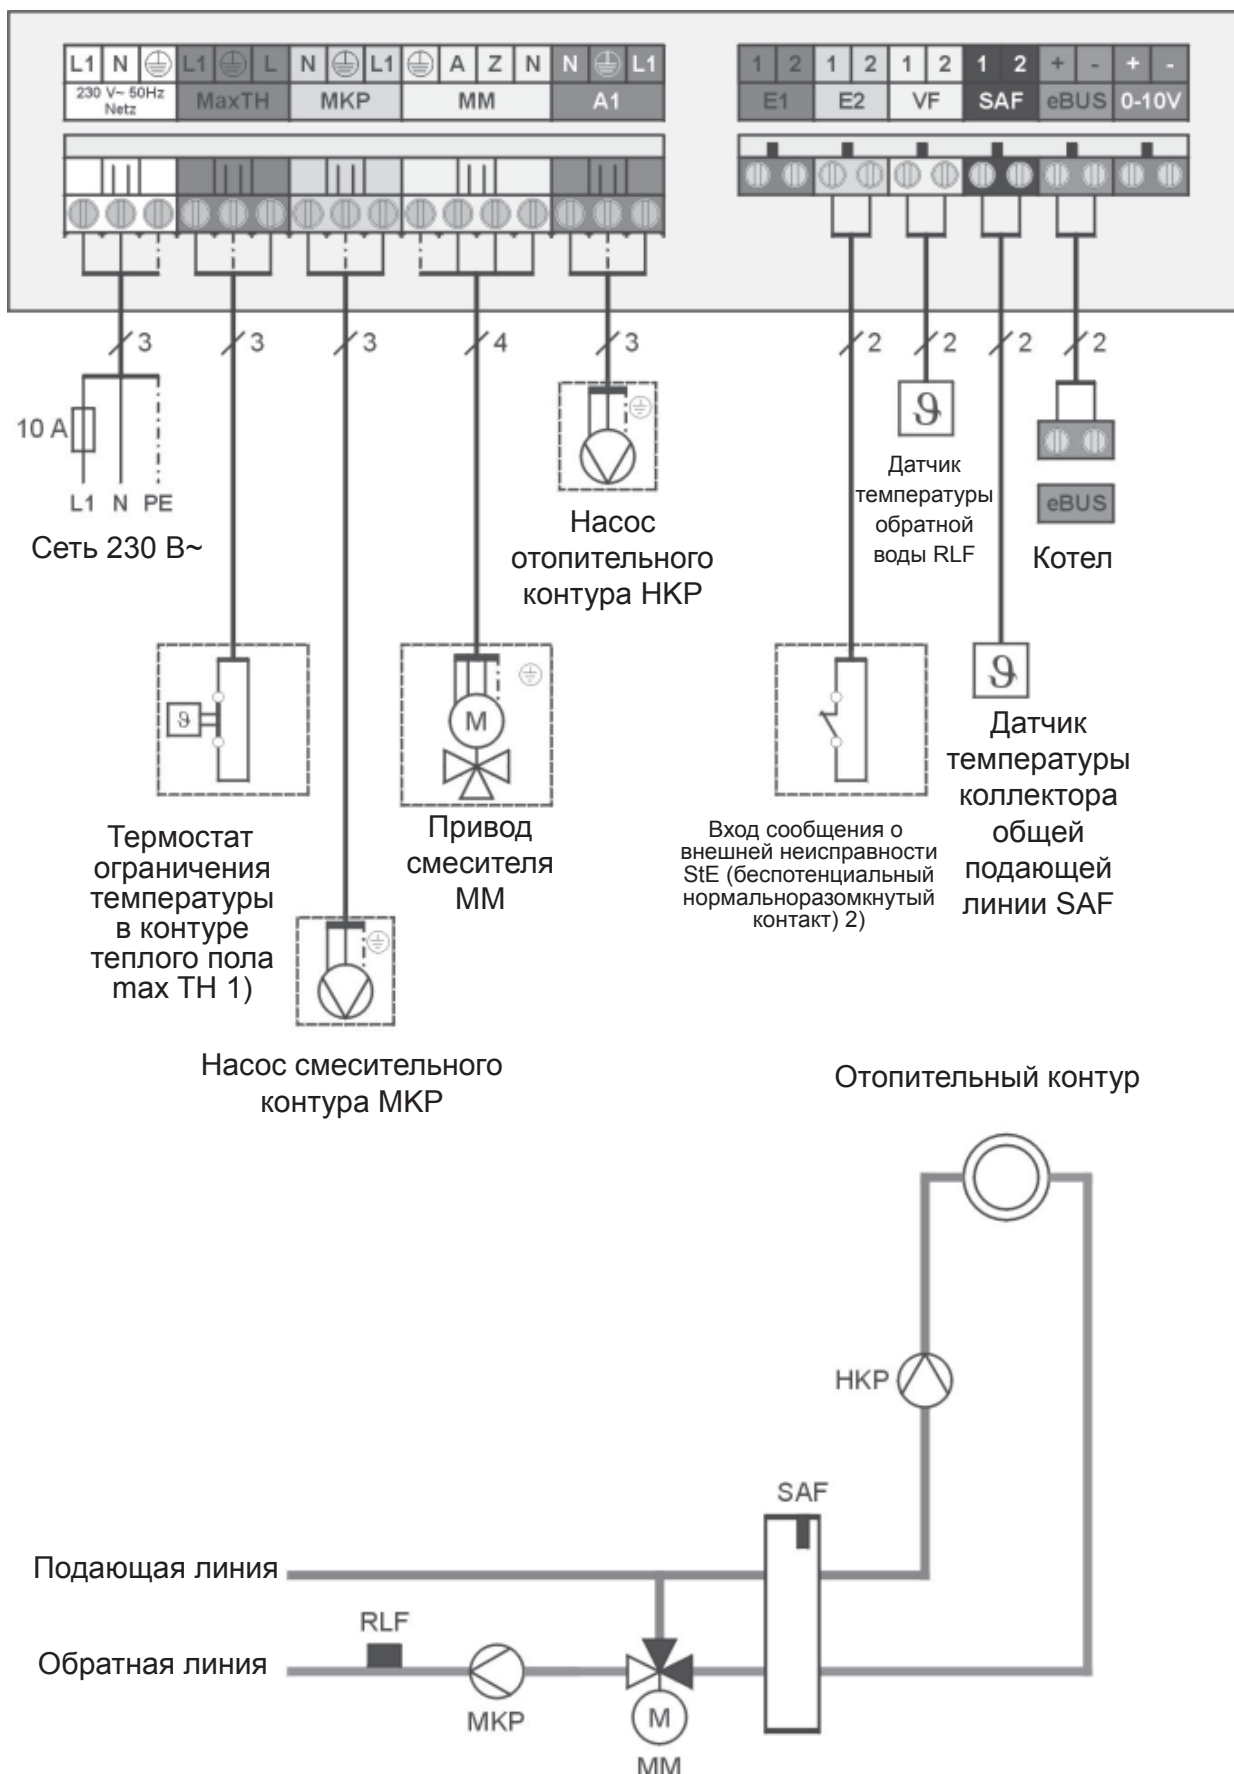 L1 N L1 L N L1 A Z N N L1 1 2 1 2 1 2 1 2 + - + -
230 V~ 50Hz
Netz
MaxTH MKP MM A1 E1 E2 VF SAF eBUS 0-10V
3 3 3 4 3 2 2 2 2
10 A
L1 N PE
Сеть 230 В~
Насос
отопительного
контура HKP
ϑ
Датчик
температуры
обратной
воды RLF
eBUS
Котел
ϑ
Термостат
ограничения
температуры
в контуре
теплого пола
max TH 1)
M
Привод
смесителя
MM
Вход сообщения о
внешней неисправности
StE (беспотенциальный
нормальноразомкнутый
контакт) 2)
ϑ
Датчик
температуры
коллектора
общей
подающей
линии SAF
Насос смесительного
контура MKP
Отопительный контур
HKP
SAF
Подающая линия
RLF
Обратная линия
MKP
M
MM